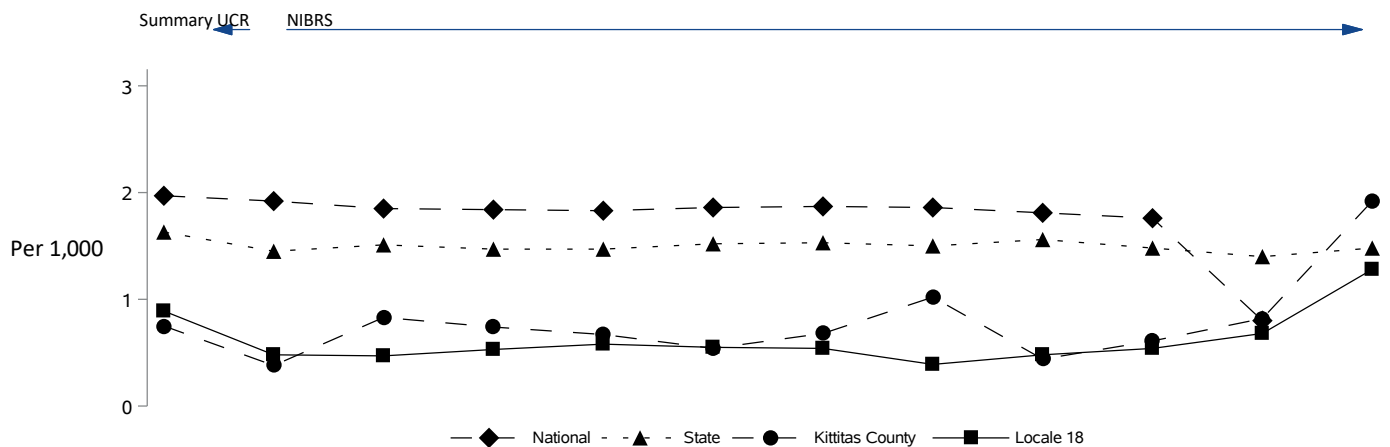 Summary UCR NIBRS
3
2
Per 1,000
1
0
National State Kittitas County Locale 18